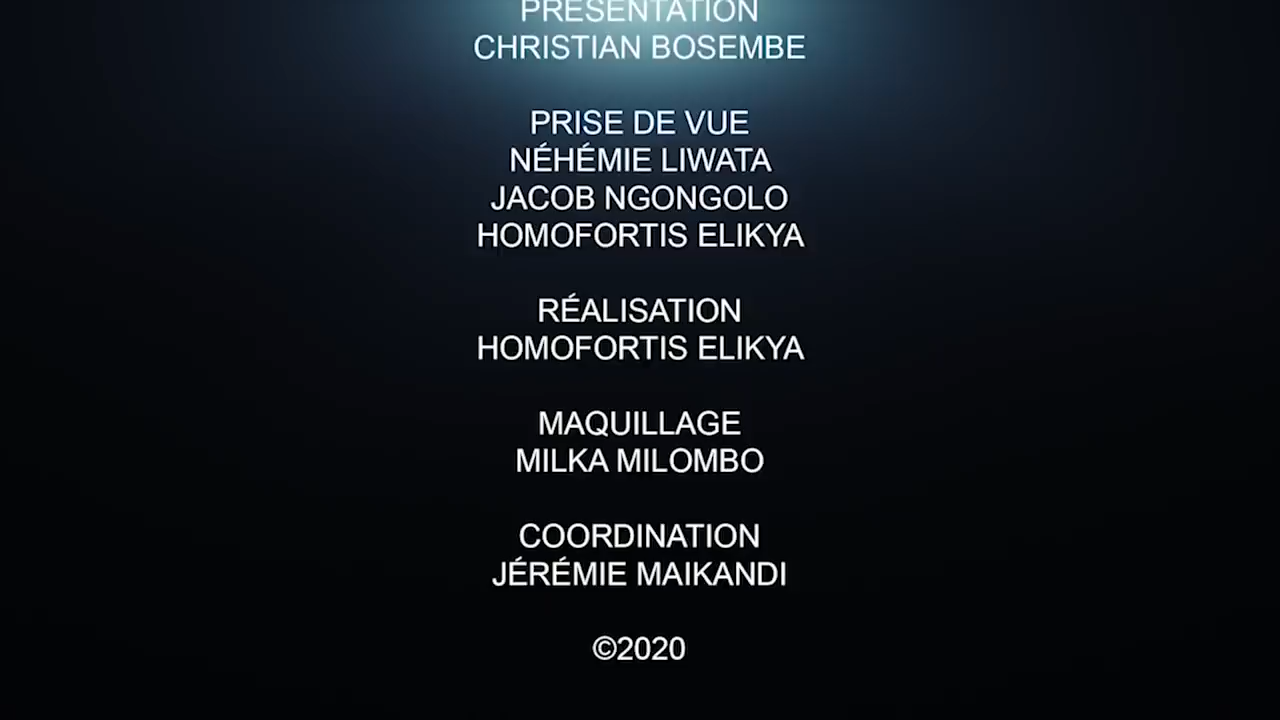 PRÉSENTATION
CHRISTIAN BOSEMBE
PRISE DE VUE
NÉHÉMIE LIWATA
JACOB NGONGOLO
HOMOFORTIS ELIKYA
RÉALISATION
HOMOFORTIS ELIKYA
MAQUILLAGE
MILKA MILOMBO
COORDINATION
JÉRÉMIE MAIKANDI
©2020